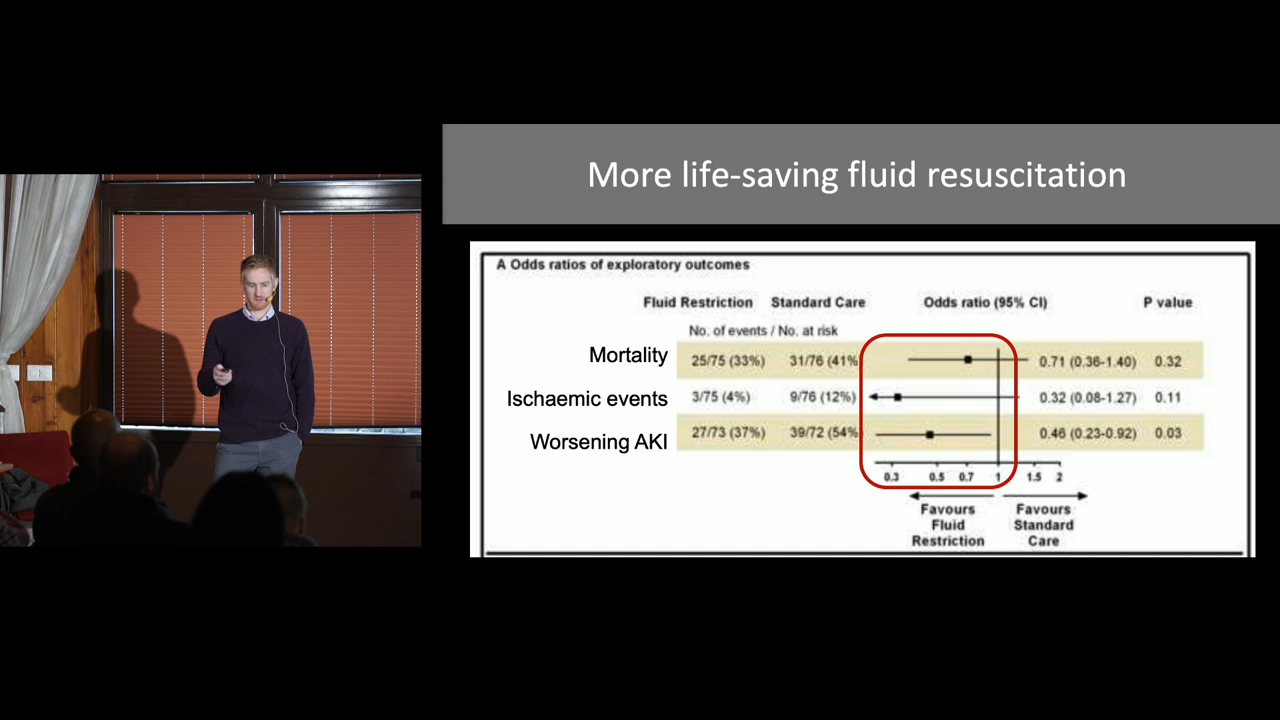 More life-saving fluid resuscitation
A Odds ratios of exploratory outcomes
Fluid Restriction Standard Care Odds ratio (95% CI) P value
No. of events / No. at risk
Mortality 25/75 (33%) 31/76 (41% 0.71 (0.36-1.40) 0.32
Ischaemic events 3/75 (4%) 9/76 (12%) 0.32 (0.08-1.27) 0.11
Worsening AKI 27/73 (37%) 39/72 (54% 0.46 (0.23-0.92) 0.03
0.3 0.5 0.7 1 1.5 2
Favours Favours
Fluid Standard
Restriction Care